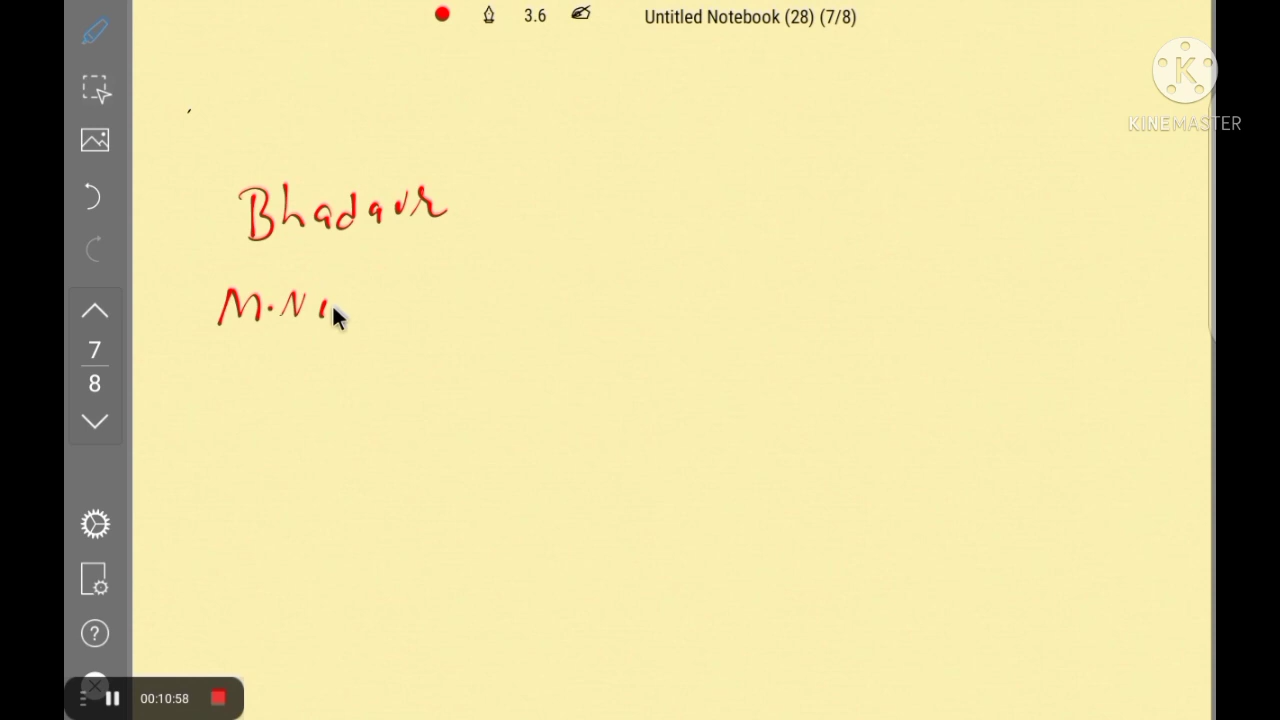 3.6 Untitled Notebook (28) (7/8)
K
KINEMASTER
Bhadaur
M.N
7
8
?
00:10:58